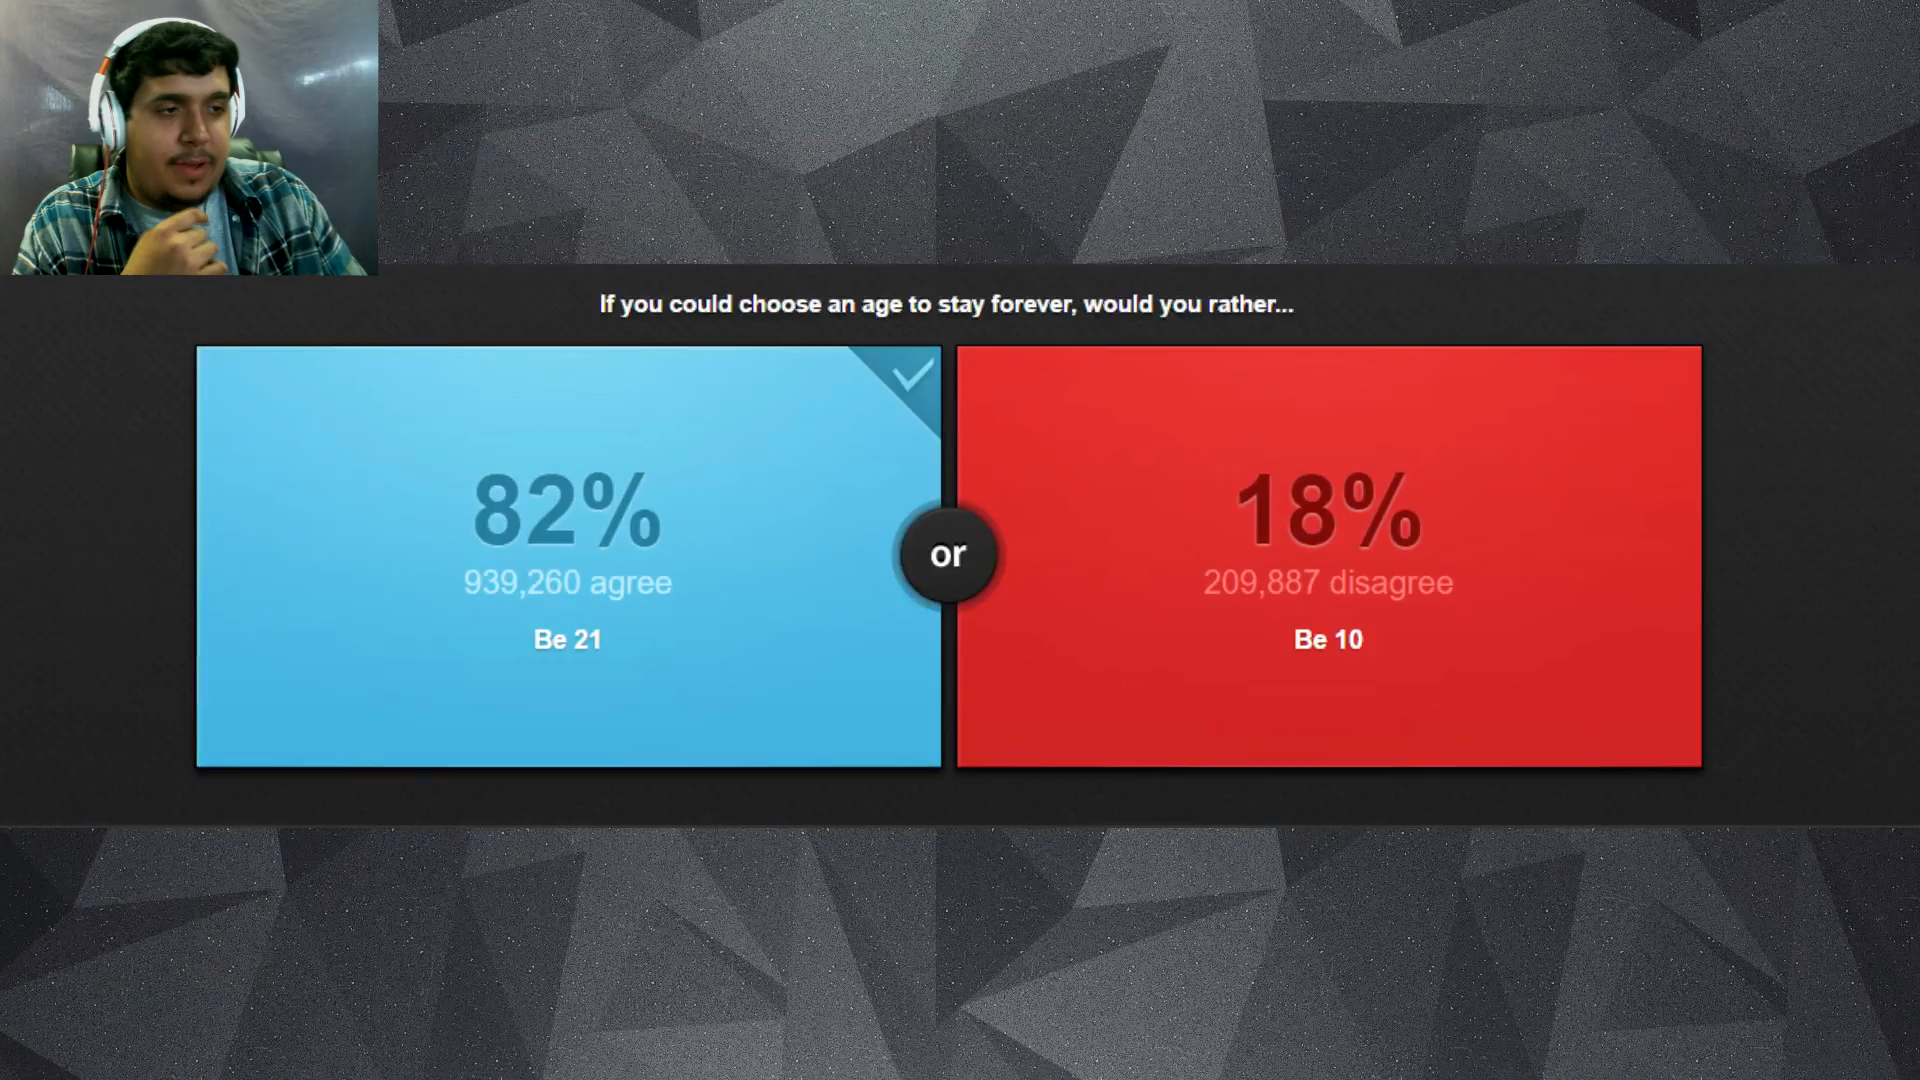 If you could choose an age to stay forever, would you rather...
82%
939,260 agree
Be 21
or
18%
209,887 disagree
Be 10